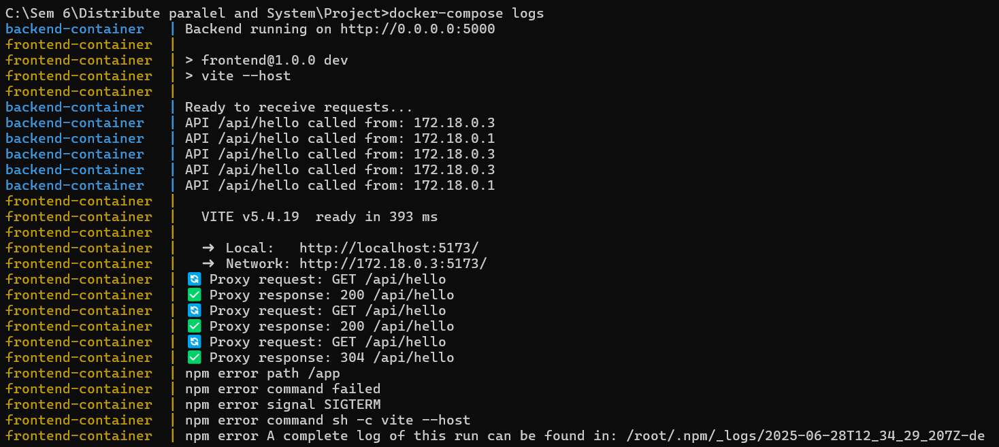 C:\Sem 6\Distribute paralel and System\Project>docker-compose logs
backend-container   | Backend running on http://0.0.0.0:5000
frontend-container  |
frontend-container  | > frontend@1.0.0 dev
frontend-container  | > vite --host
frontend-container  |
backend-container   | Ready to receive requests...
backend-container   | API /api/hello called from: 172.18.0.3
backend-container   | API /api/hello called from: 172.18.0.1
backend-container   | API /api/hello called from: 172.18.0.3
backend-container   | API /api/hello called from: 172.18.0.3
backend-container   | API /api/hello called from: 172.18.0.1
frontend-container  |
frontend-container  |   VITE v5.4.19  ready in 393 ms
frontend-container  |
frontend-container  |   ➜ Local:   http://localhost:5173/
frontend-container  |   ➜ Network: http://172.18.0.3:5173/
frontend-container  | 🔄 Proxy request: GET /api/hello
frontend-container  | ✅ Proxy response: 200 /api/hello
frontend-container  | 🔄 Proxy request: GET /api/hello
frontend-container  | ✅ Proxy response: 200 /api/hello
frontend-container  | 🔄 Proxy request: GET /api/hello
frontend-container  | ✅ Proxy response: 304 /api/hello
frontend-container  | npm error path /app
frontend-container  | npm error command failed
frontend-container  | npm error signal SIGTERM
frontend-container  | npm error command sh -c vite --host
frontend-container  | npm error A complete log of this run can be found in: /root/.npm/_logs/2025-06-28T12_34_29_207Z-de